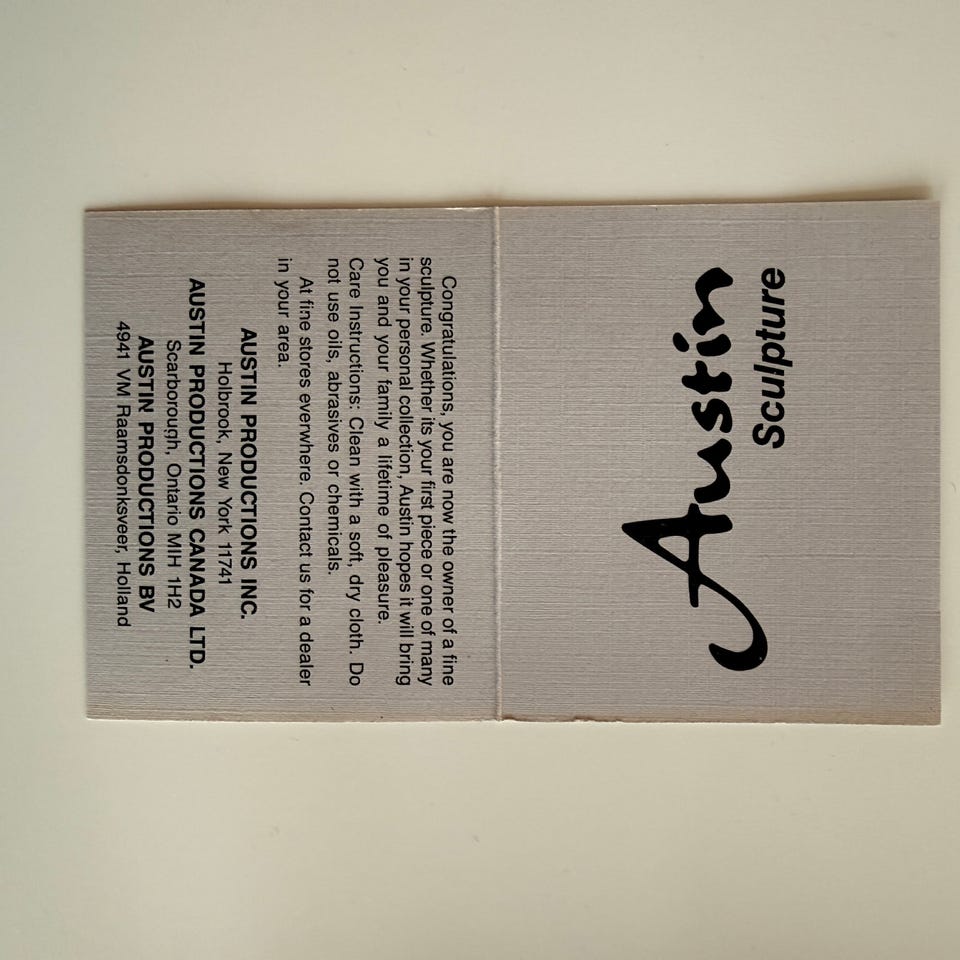 Austin
Sculpture
Congratulations, you are now the owner of a fine
sculpture. Whether its your first piece or one of many
in your personal collection, Austin hopes it will bring
you and your family a lifetime of pleasure.
Care Instructions: Clean with a soft, dry cloth. Do
not use oils, abrasives or chemicals.
At fine stores everywhere. Contact us for a dealer
in your area.
AUSTIN PRODUCTIONS INC.
Holbrook, New York 11741
AUSTIN PRODUCTIONS CANADA LTD.
Scarborough, Ontario MIH 1H2
AUSTIN PRODUCTIONS BV
4941 VM Raamsdonksveer, Holland